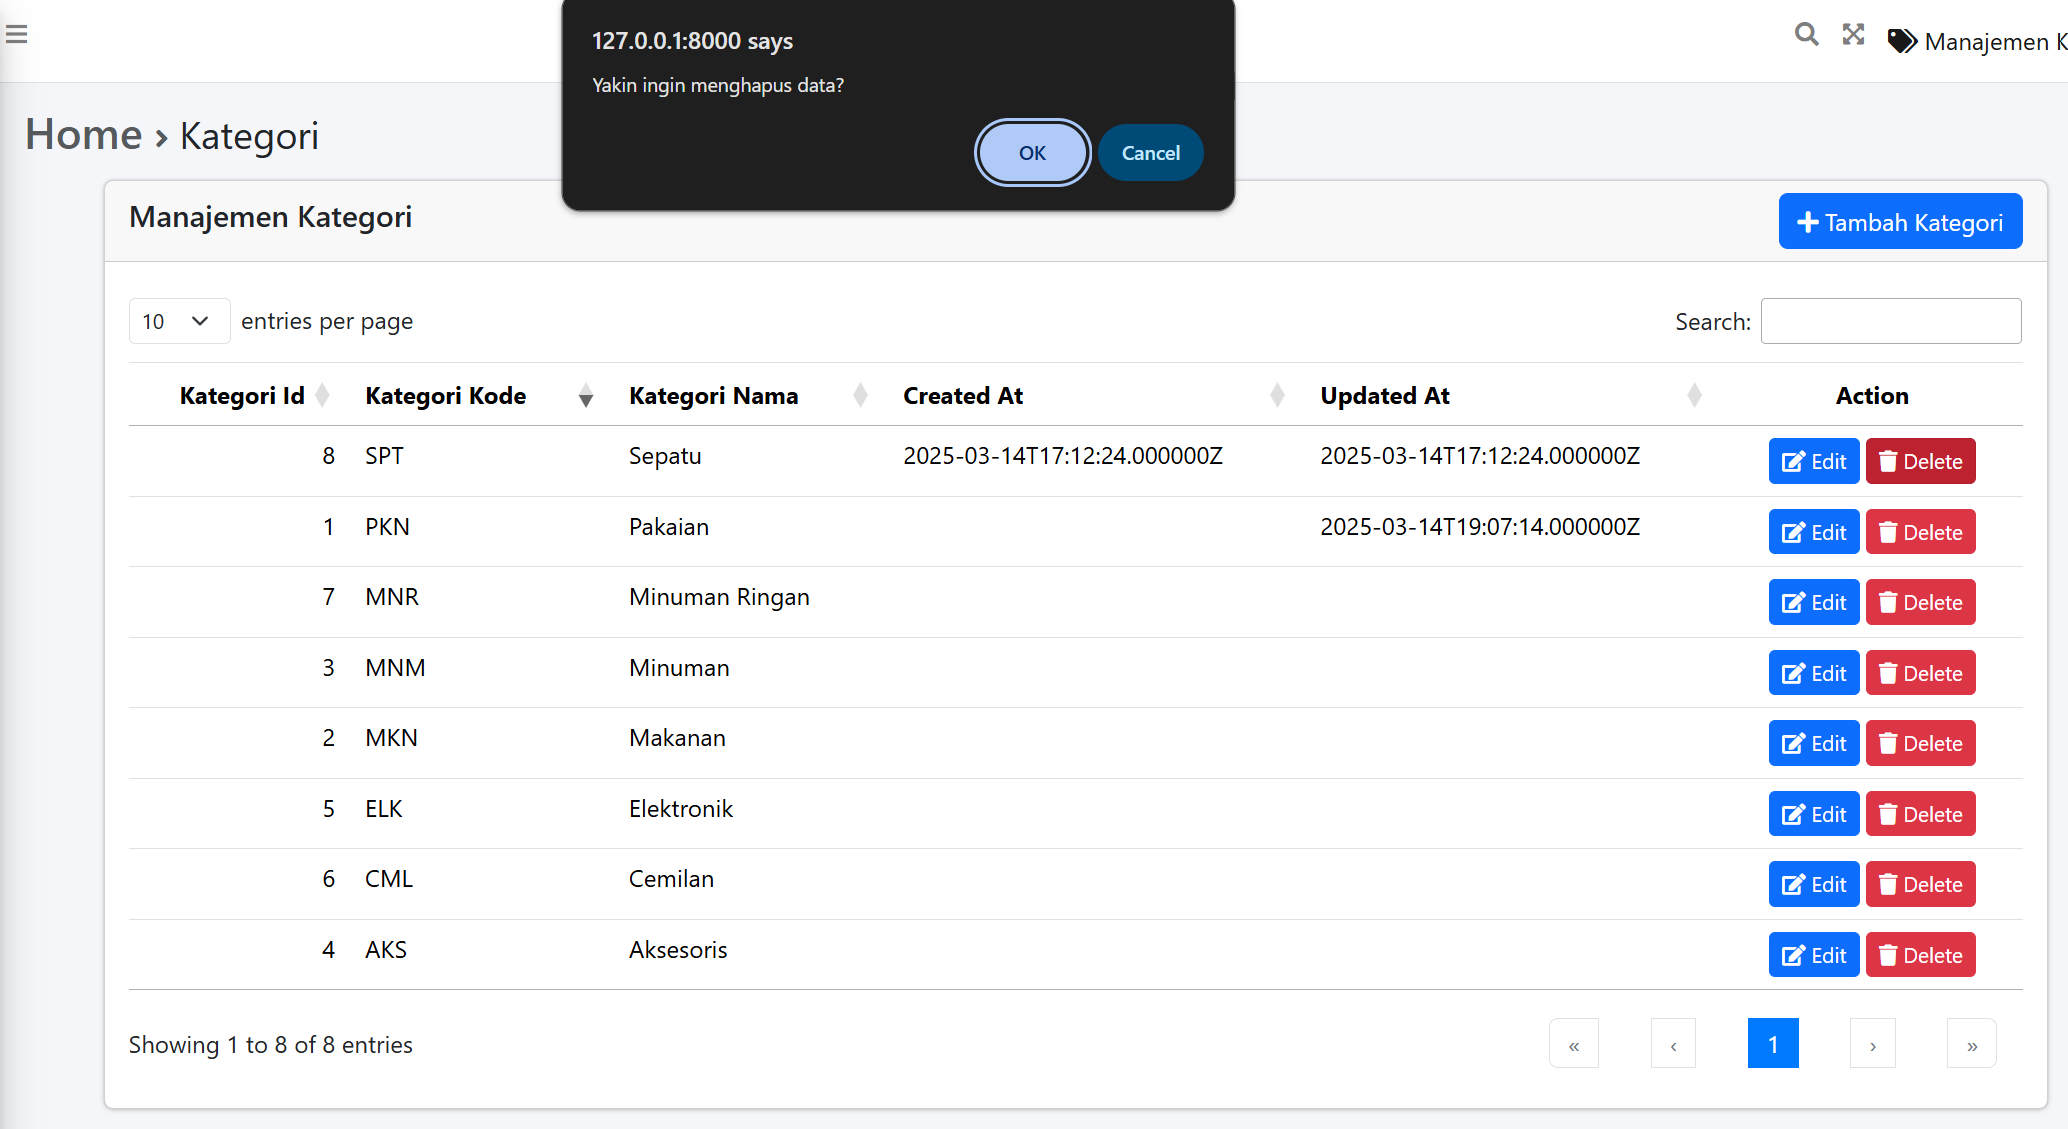 127.0.0.1:8000 says
Yakin ingin menghapus data?
OK Cancel
Manajemen K
Home › Kategori
Manajemen Kategori
Tambah Kategori
10 entries per page
Search:
Kategori Id Kategori Kode Kategori Nama Created At Updated At Action
8 SPT Sepatu 2025-03-14T17:12:24.000000Z 2025-03-14T17:12:24.000000Z Edit Delete
1 PKN Pakaian 2025-03-14T19:07:14.000000Z Edit Delete
7 MNR Minuman Ringan Edit Delete
3 MNM Minuman Edit Delete
2 MKN Makanan Edit Delete
5 ELK Elektronik Edit Delete
6 CML Cemilan Edit Delete
4 AKS Aksesoris Edit Delete
Showing 1 to 8 of 8 entries
« ‹ 1 › »